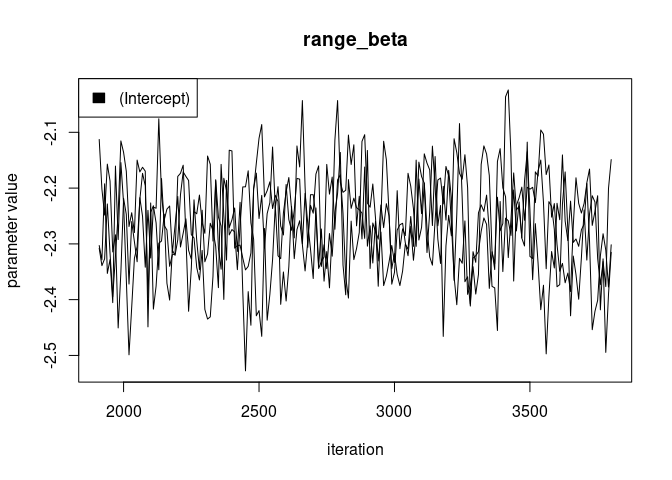 range_beta
(Intercept)
parameter value
-2.1
-2.2
-2.3
-2.4
-2.5
2000 2500 3000 3500
iteration